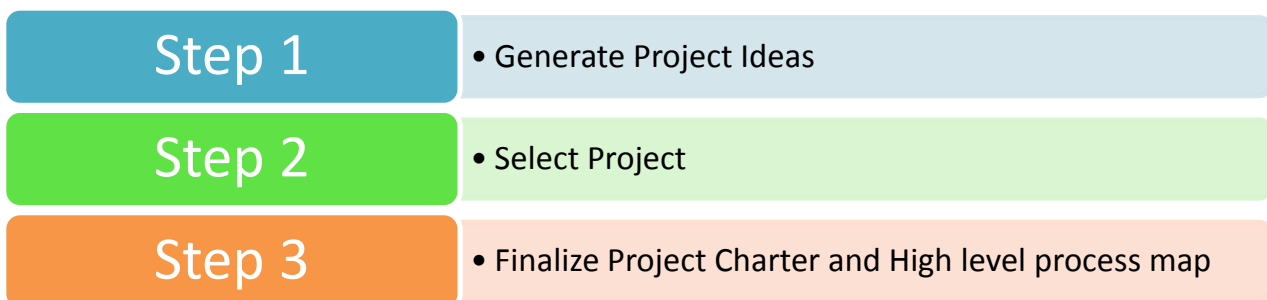 Step 1
• Generate Project Ideas
Step 2
• Select Project
Step 3
• Finalize Project Charter and High level process map